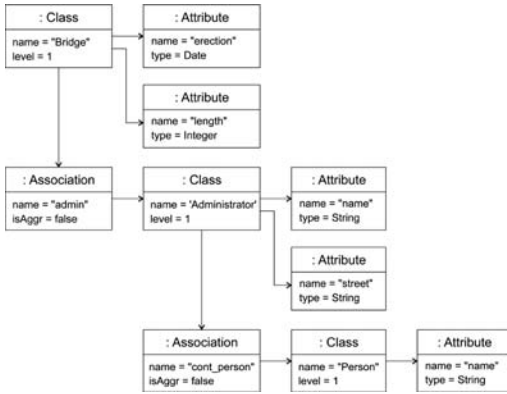 : Class
name = "Bridge"
level = 1
: Attribute
name = "erection"
type = Date
: Attribute
name = "length"
type = Integer
: Association
name = "admin"
isAggr = false
: Class
name = 'Administrator'
level = 1
: Attribute
name = "name"
type = String
: Attribute
name = "street"
type = String
: Association
name = "cont_person"
isAggr = false
: Class
name = "Person"
level = 1
: Attribute
name = "name"
type = String